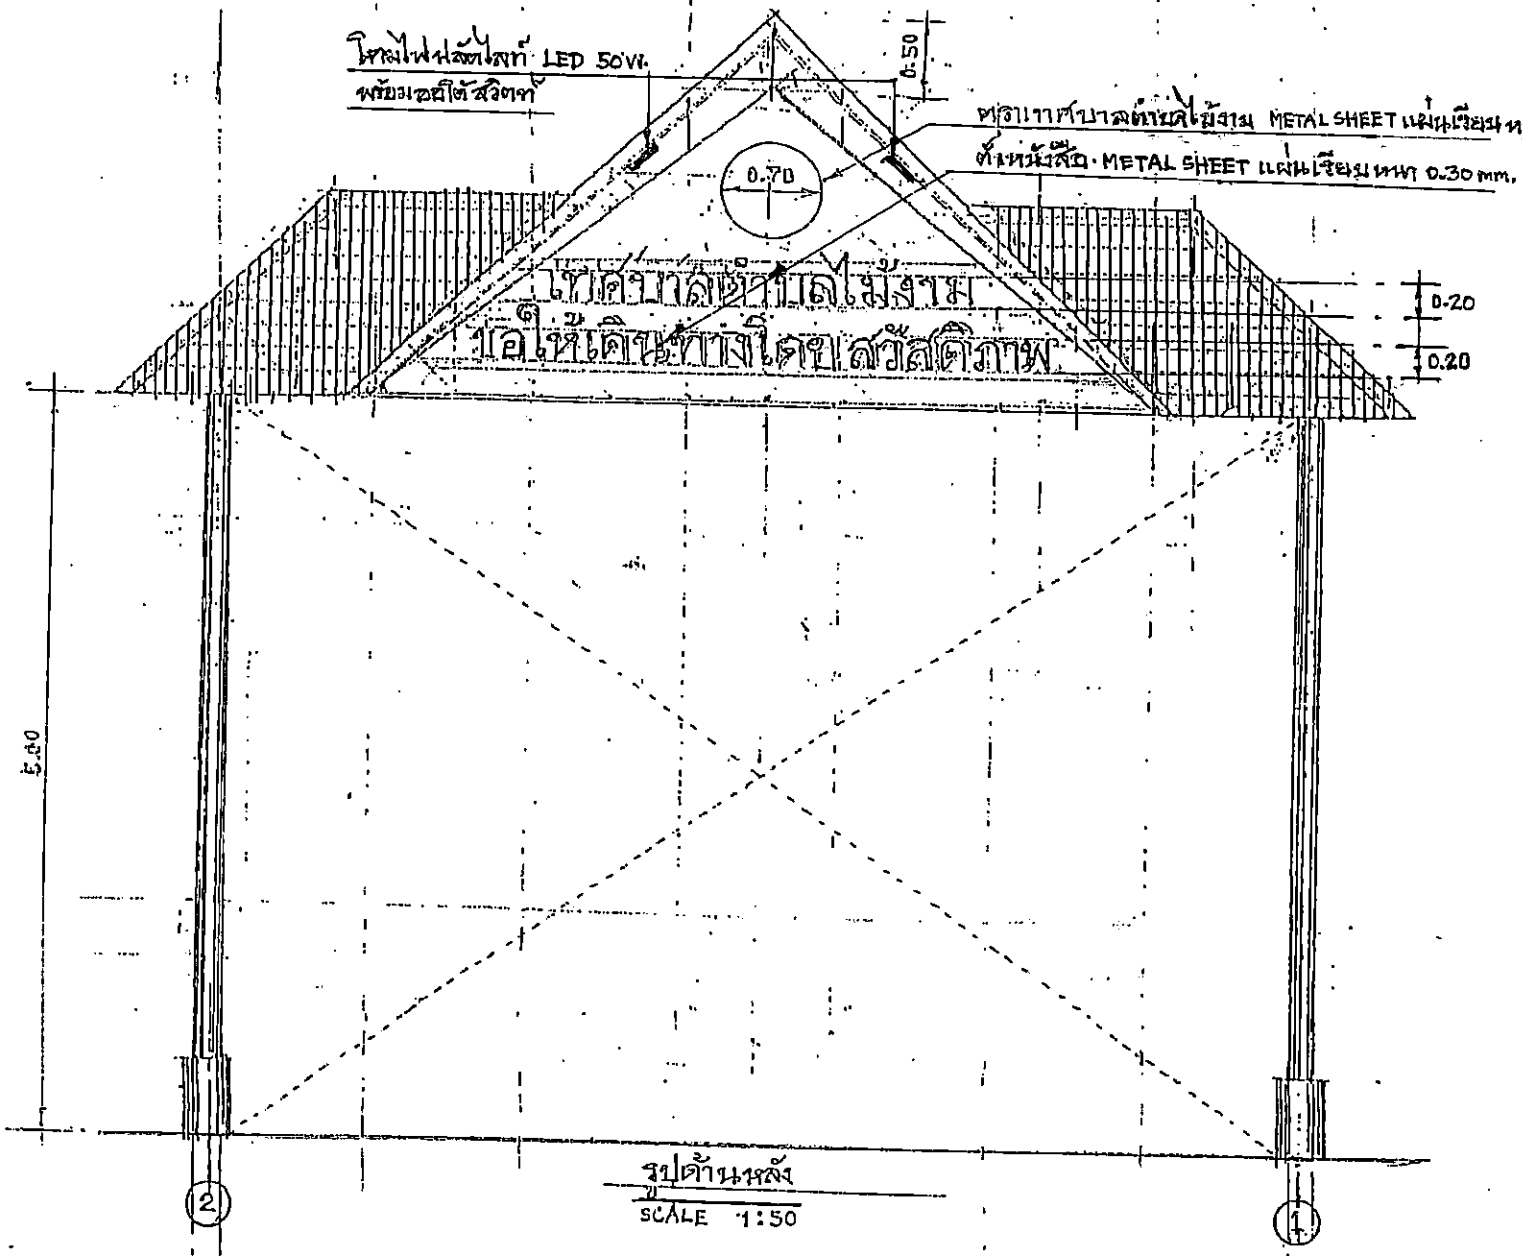 โคมไฟฟลัดไลท์ LED 50W.
พร้อมออโต้สวิตท์
0.50
ตราเทศบาลตำบลไม้งาม METAL SHEET แผ่นเรียบ ห
ตัวหนังสือ METAL SHEET แผ่นเรียบหนา 0.30 mm.
0.70
เทศบาลตำบลไม้งาม
ขอให้เดินทางโดยสวัสดิภาพ
0.20
0.20
5.00
รูปด้านหลัง
SCALE 1:50
2
1